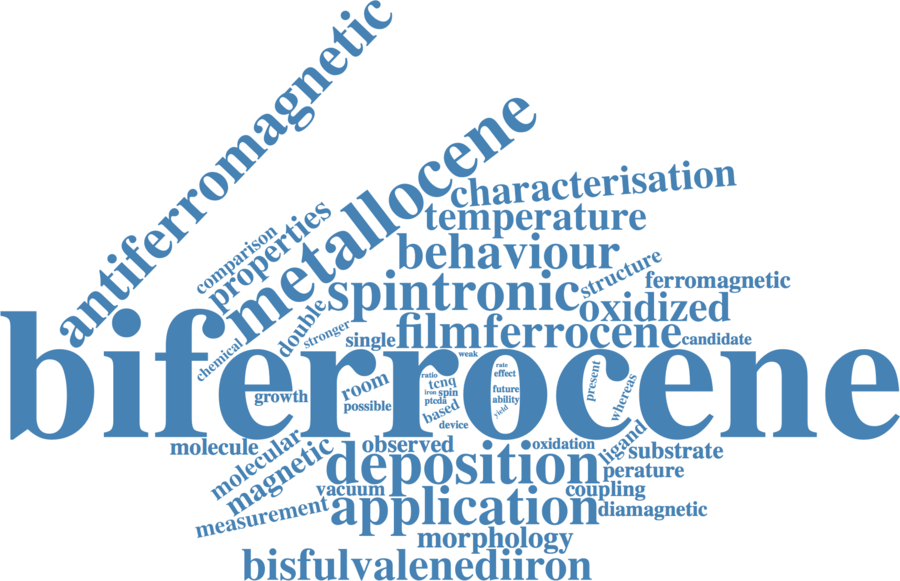 antiferromagnetic
metallocene
characterisation
temperature
comparison
properties
behaviour
structure
ferromagnetic
spintronic
oxidized
double
stronger
chemical
single
film
ferrocene
candidate
biferrocene
weak
growth
room
possible
ratio
tcnq
iron
spin
ptcda
based
device
rate
effect
future
ability
yield
present
whereas
molecule
molecular
observed
oxidation
ligand
substrate
magnetic
deposition
perature
vacuum
coupling
measurement
application
diamagnetic
morphology
bisfulvalenediiron